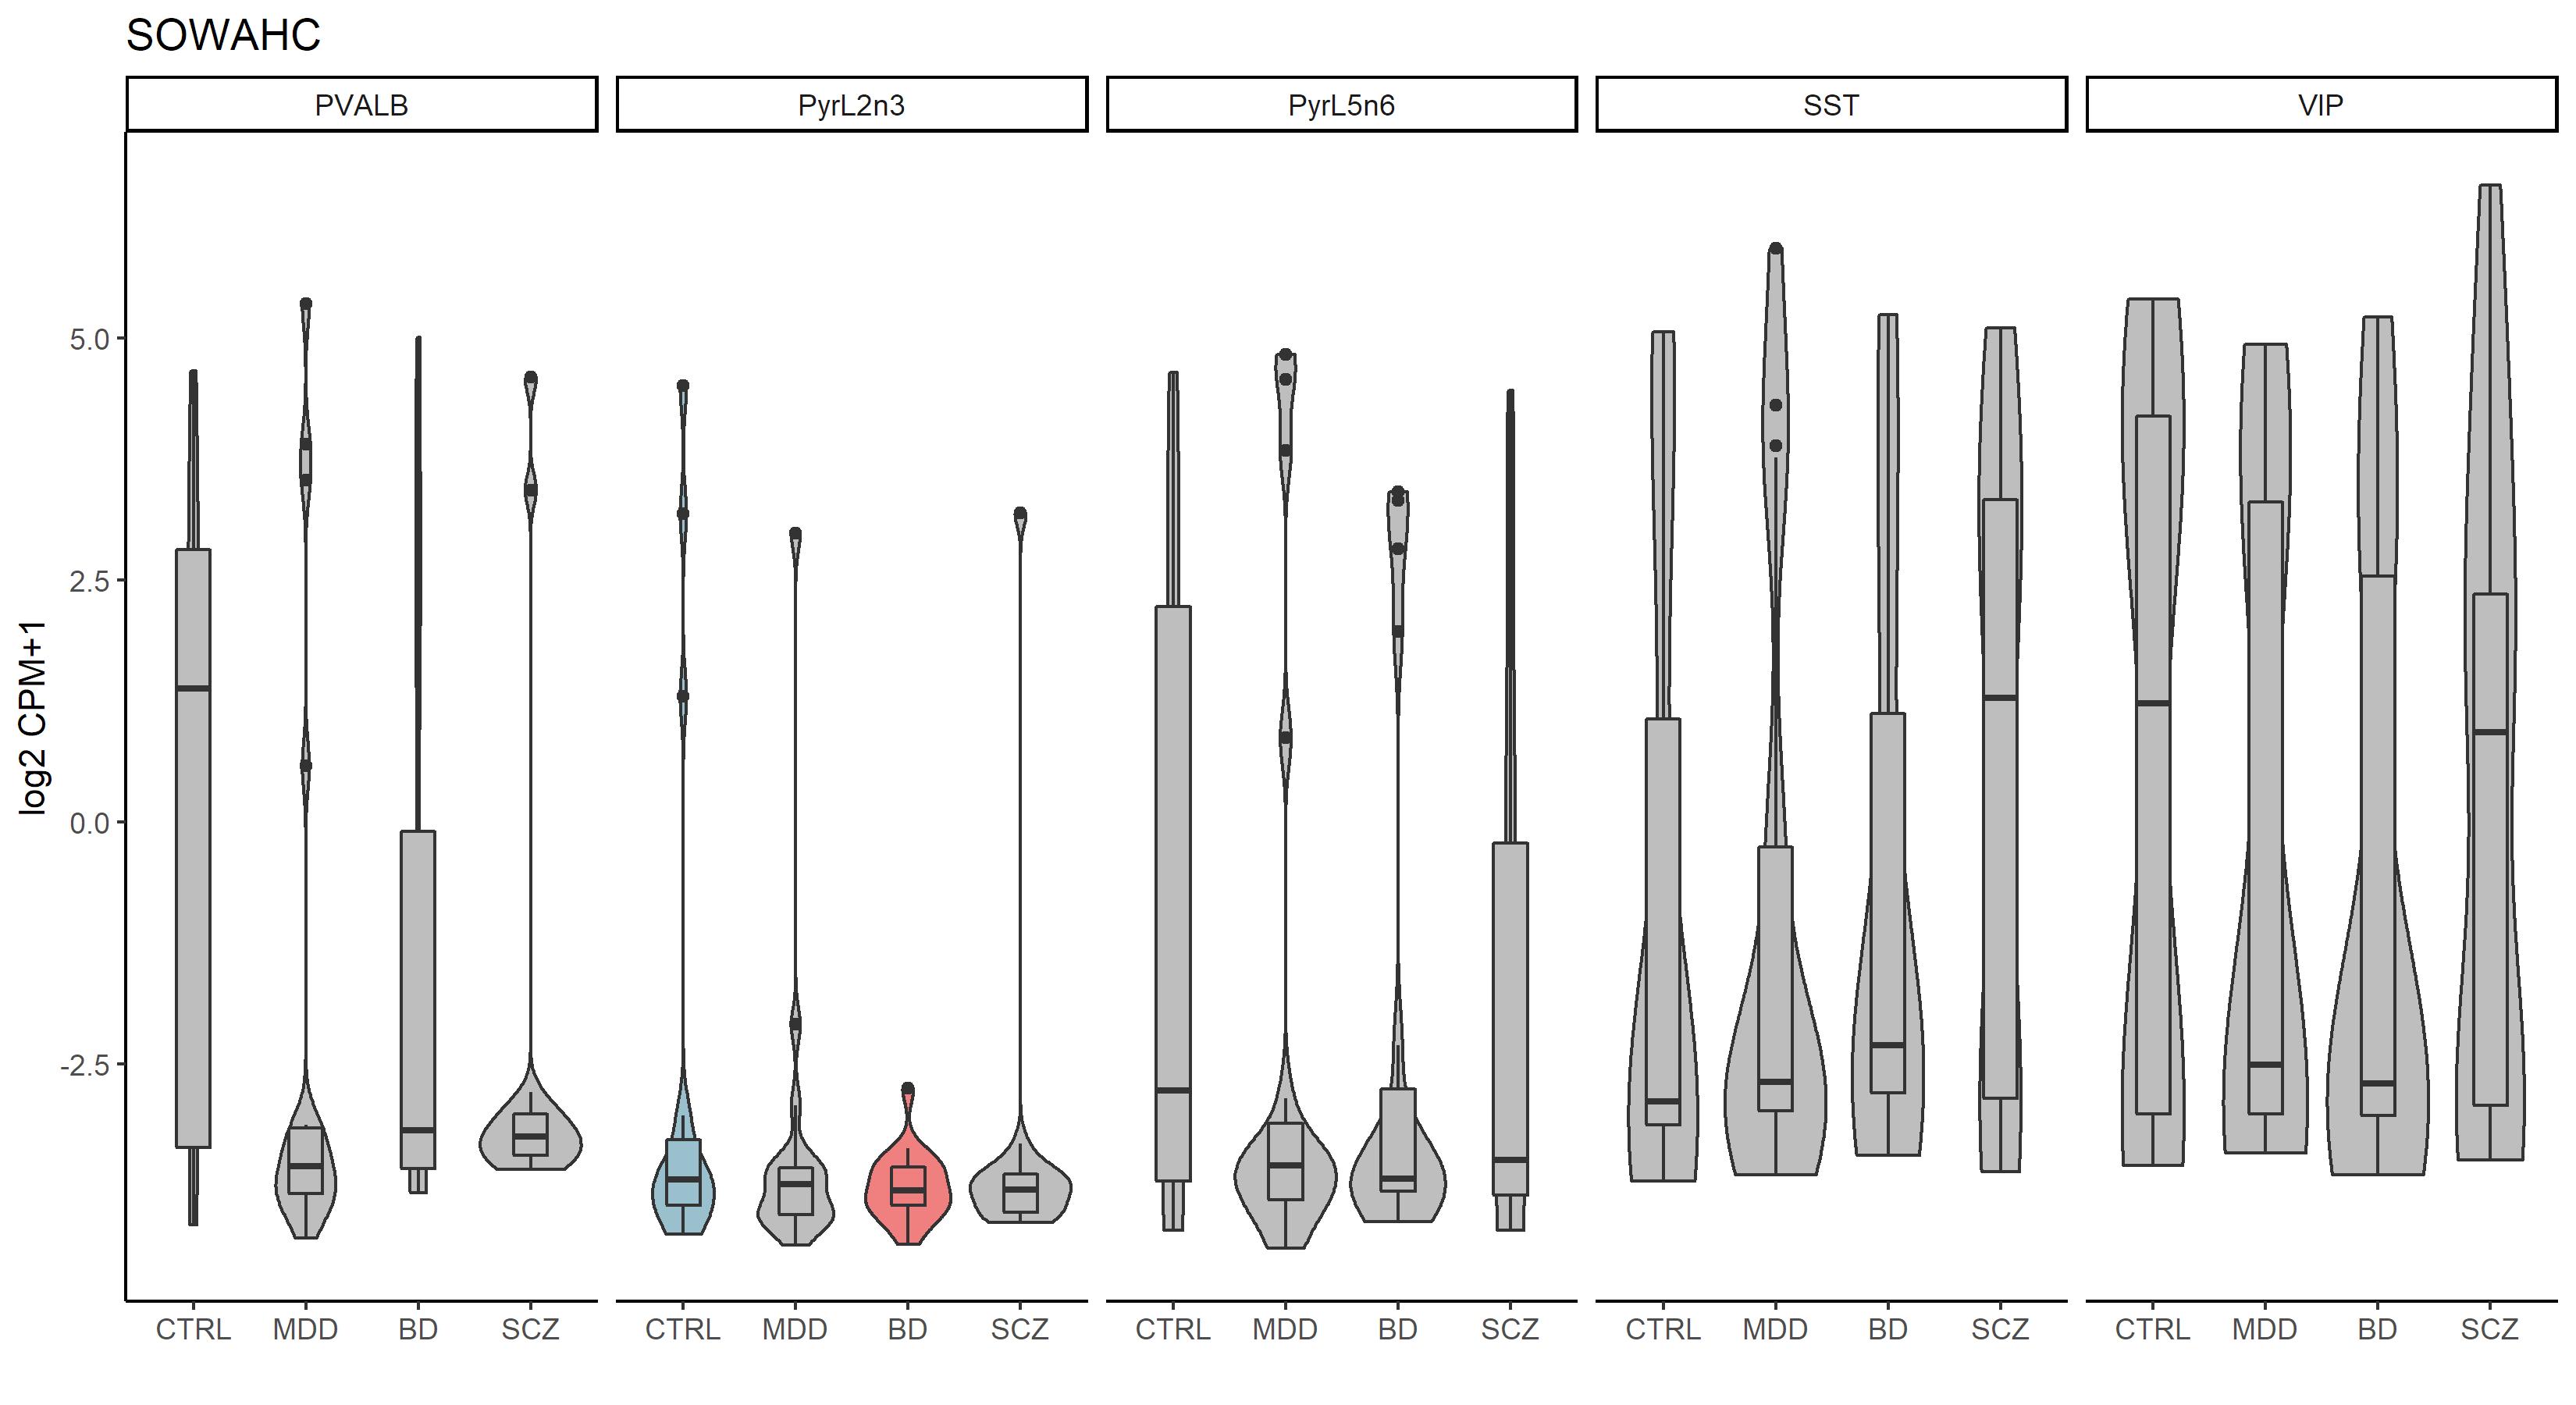 SOWAHC
PVALB PyrL2n3 PyrL5n6 SST VIP
log2 CPM+1
5.0
2.5
0.0
-2.5
CTRL MDD BD SCZ CTRL MDD BD SCZ CTRL MDD BD SCZ CTRL MDD BD SCZ CTRL MDD BD SCZ